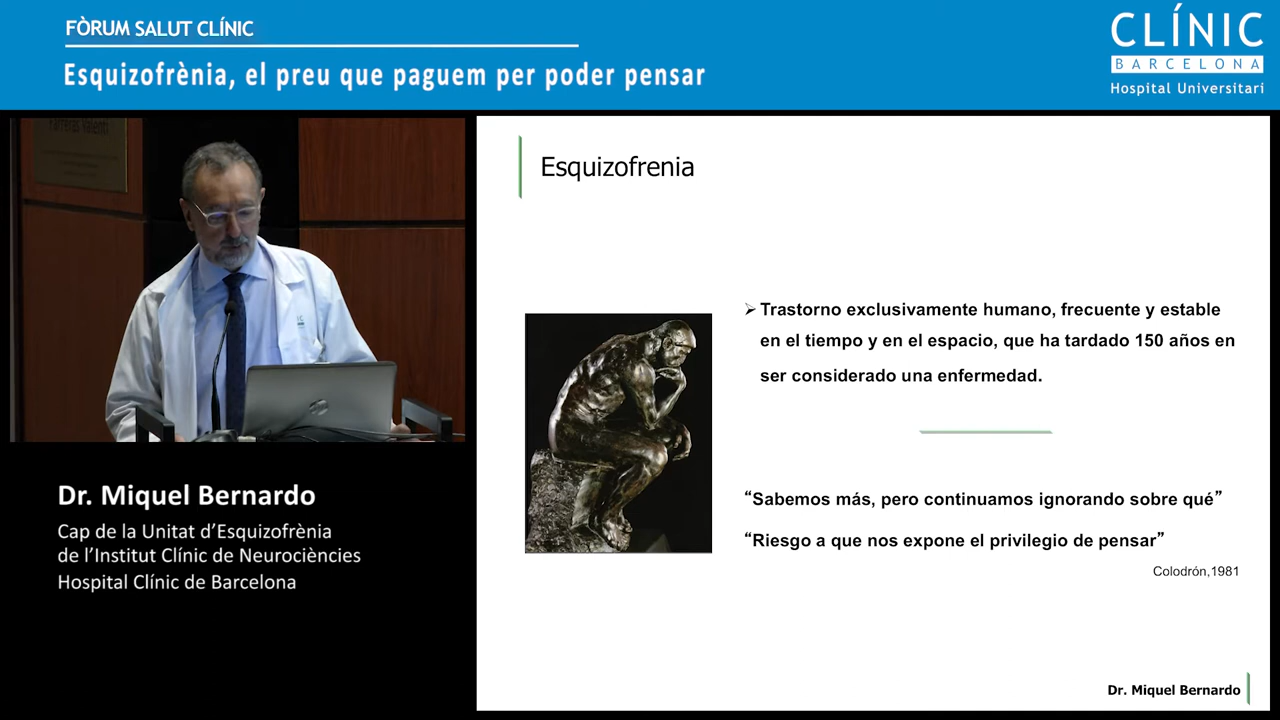 FÒRUM SALUT CLÍNIC
Esquizofrènia, el preu que paguem per poder pensar
CLÍNIC
BARCELONA
Hospital Universitari
Farreras Valentí
Esquizofrenia
Trastorno exclusivamente humano, frecuente y estable
en el tiempo y en el espacio, que ha tardado 150 años en
ser considerado una enfermedad.
“Sabemos más, pero continuamos ignorando sobre qué”
“Riesgo a que nos expone el privilegio de pensar”
Colodrón,1981
Dr. Miquel Bernardo
Dr. Miquel Bernardo
Cap de la Unitat d’Esquizofrènia
de l’Institut Clínic de Neurociències
Hospital Clínic de Barcelona